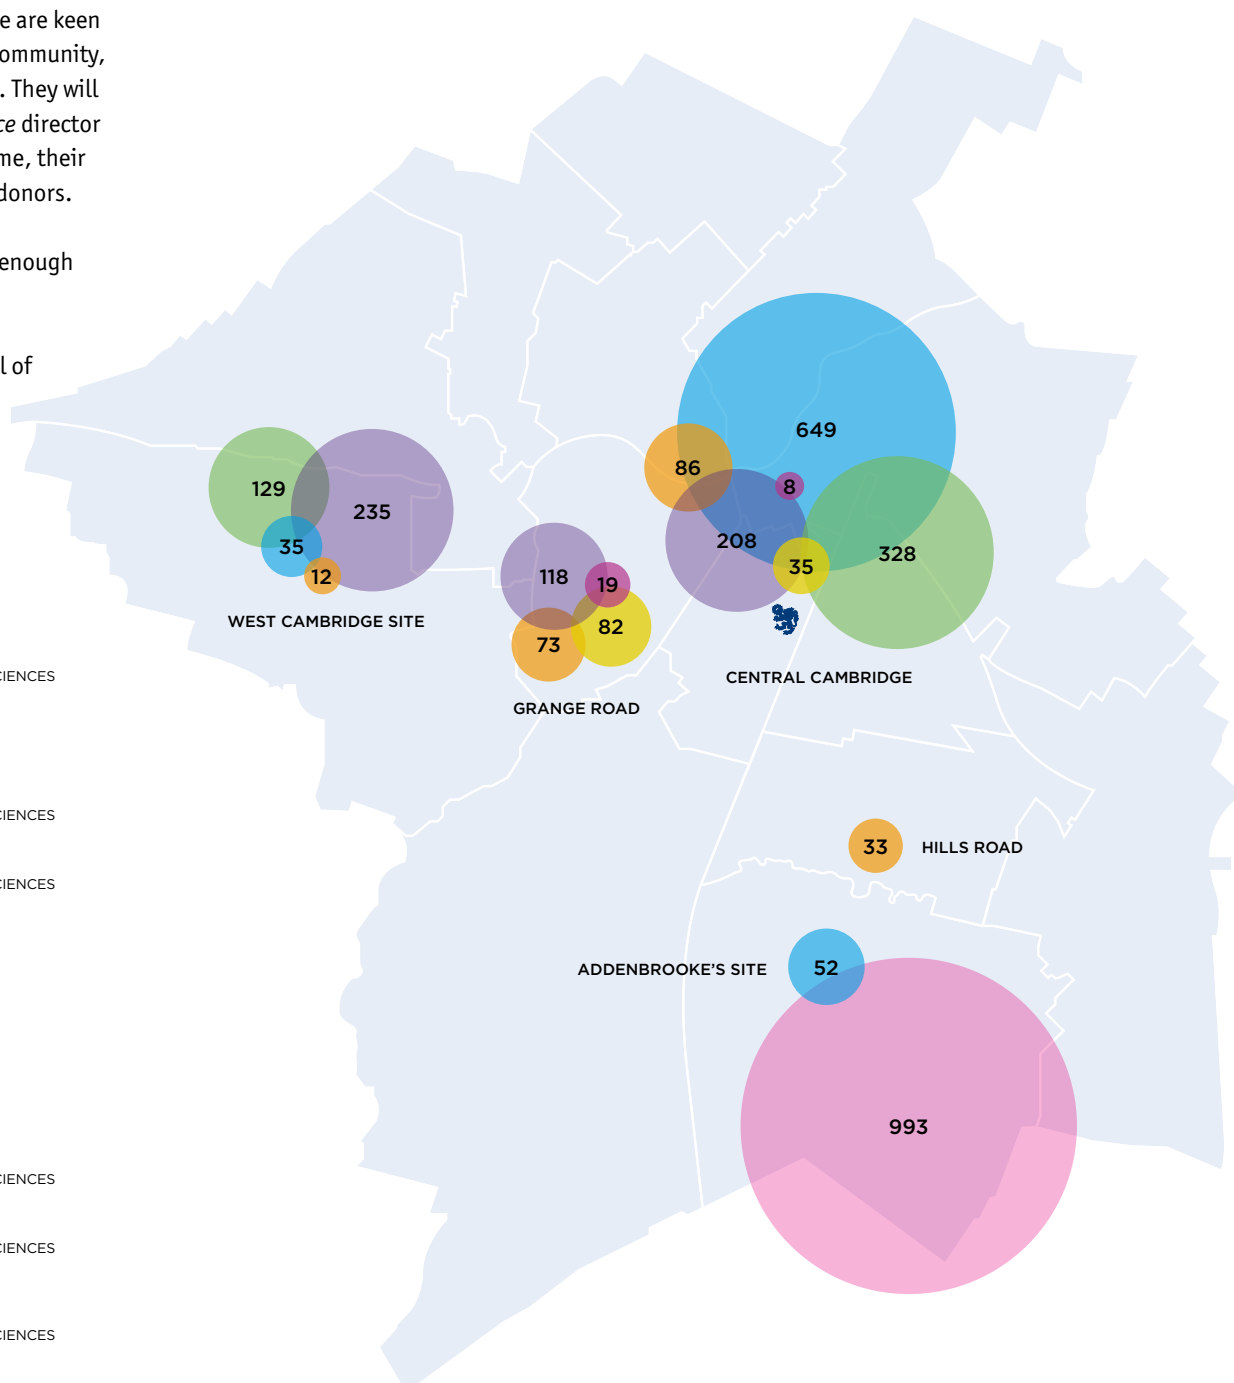 e are keen
ommunity,
. They will
ce director
me, their
donors.
enough
l of
CIENCES
CIENCES
CIENCES
CIENCES
CIENCES
CIENCES
649
86
8
208
35
328
CENTRAL CAMBRIDGE
129
235
35
12
WEST CAMBRIDGE SITE
118
19
82
73
GRANGE ROAD
33
HILLS ROAD
ADDENBROOKE'S SITE
52
993